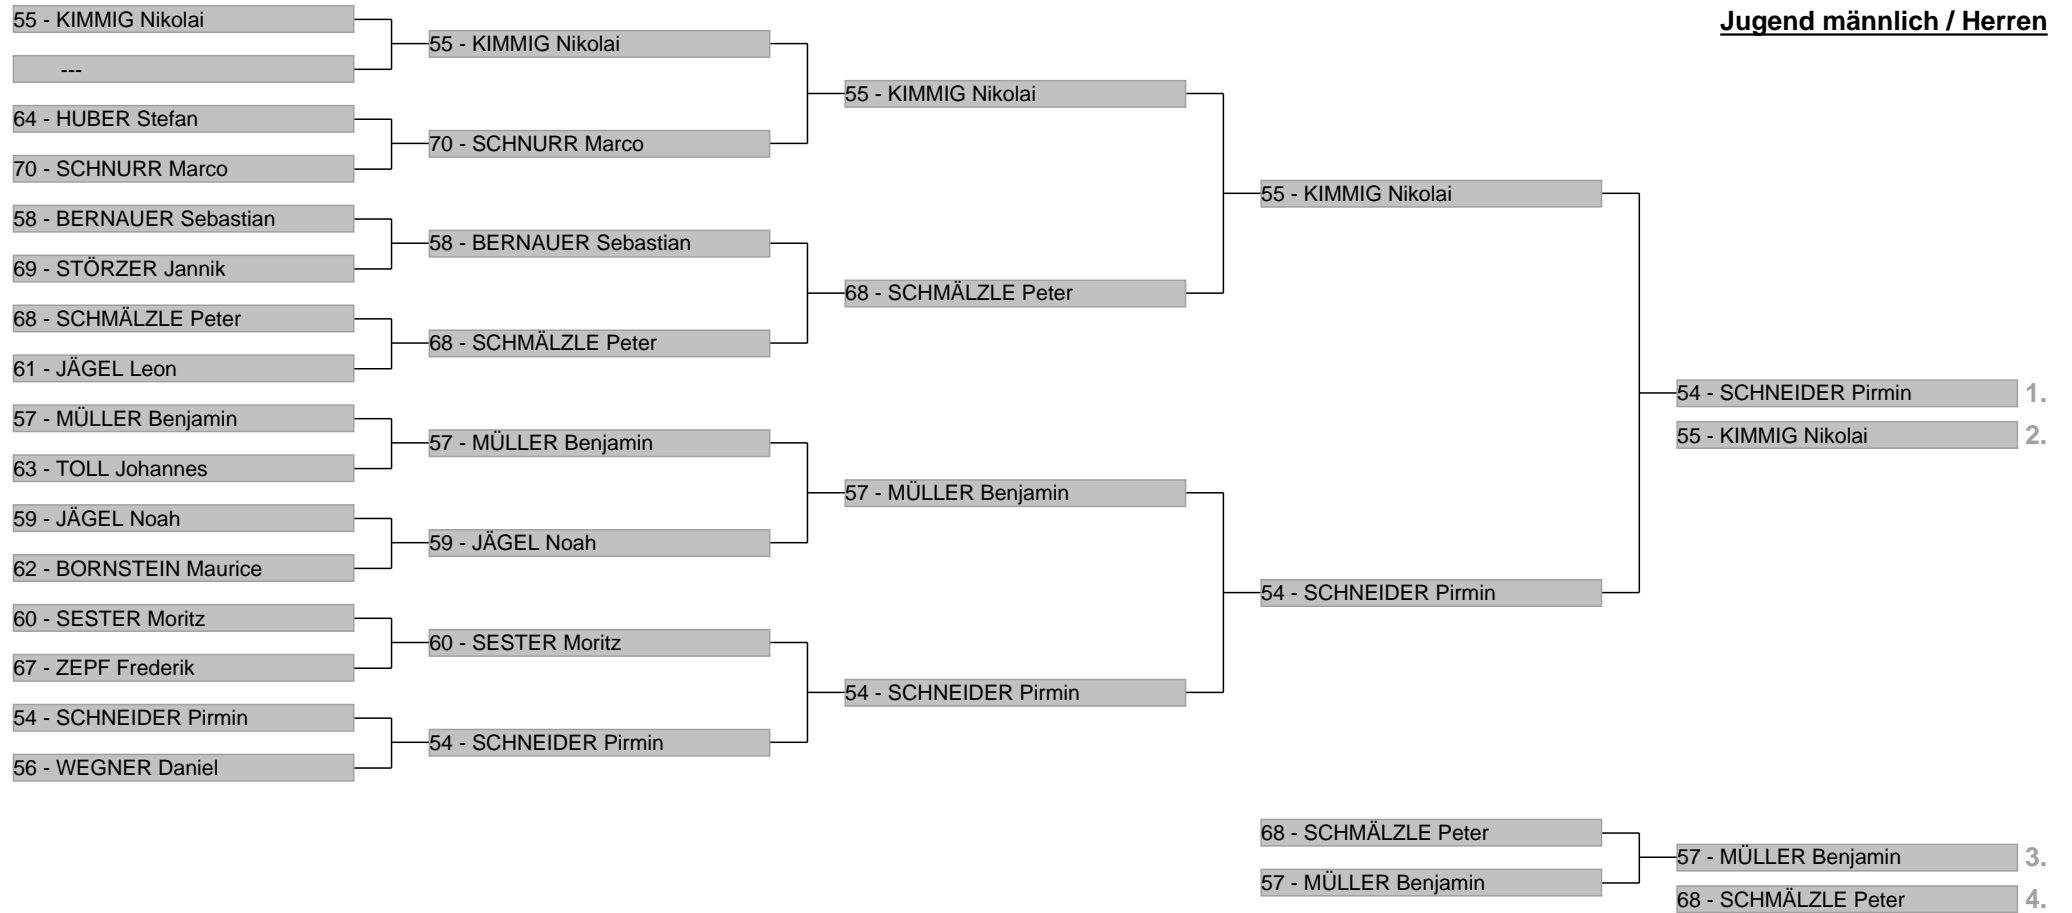 Jugend männlich / Herren
55 - KIMMIG Nikolai
---
64 - HUBER Stefan
70 - SCHNURR Marco
58 - BERNAUER Sebastian
69 - STÖRZER Jannik
68 - SCHMÄLZLE Peter
61 - JÄGEL Leon
57 - MÜLLER Benjamin
63 - TOLL Johannes
59 - JÄGEL Noah
62 - BORNSTEIN Maurice
60 - SESTER Moritz
67 - ZEPF Frederik
54 - SCHNEIDER Pirmin
56 - WEGNER Daniel
55 - KIMMIG Nikolai
70 - SCHNURR Marco
58 - BERNAUER Sebastian
68 - SCHMÄLZLE Peter
57 - MÜLLER Benjamin
59 - JÄGEL Noah
60 - SESTER Moritz
54 - SCHNEIDER Pirmin
55 - KIMMIG Nikolai
68 - SCHMÄLZLE Peter
57 - MÜLLER Benjamin
54 - SCHNEIDER Pirmin
55 - KIMMIG Nikolai
54 - SCHNEIDER Pirmin
54 - SCHNEIDER Pirmin 1.
55 - KIMMIG Nikolai 2.
68 - SCHMÄLZLE Peter
57 - MÜLLER Benjamin
57 - MÜLLER Benjamin 3.
68 - SCHMÄLZLE Peter 4.